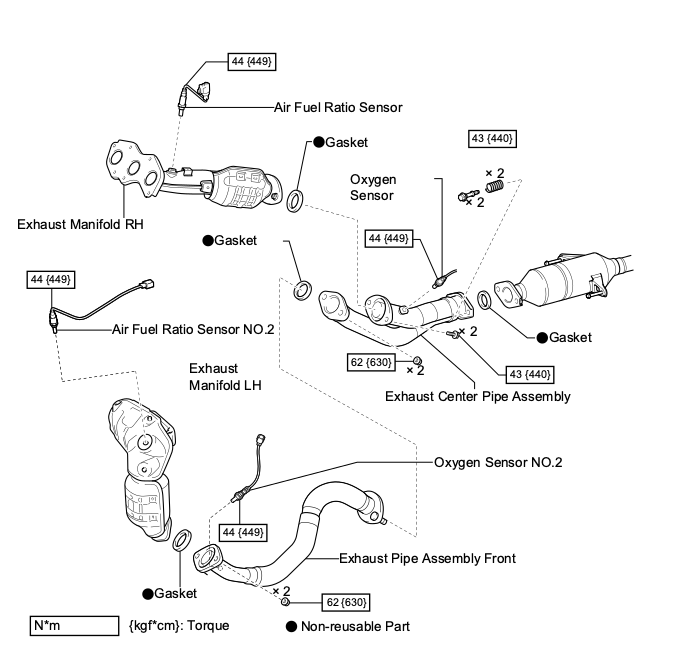 44 {449}
Air Fuel Ratio Sensor
43 {440}
●Gasket
× 2
Oxygen
Sensor
× 2
Exhaust Manifold RH
●Gasket
44 {449}
44 {449}
Air Fuel Ratio Sensor NO.2
× 2
●Gasket
62 {630}
× 2
Exhaust
Manifold LH
43 {440}
Exhaust Center Pipe Assembly
Oxygen Sensor NO.2
44 {449}
Exhaust Pipe Assembly Front
●Gasket
× 2
62 {630}
N*m
{kgf*cm}: Torque
● Non-reusable Part